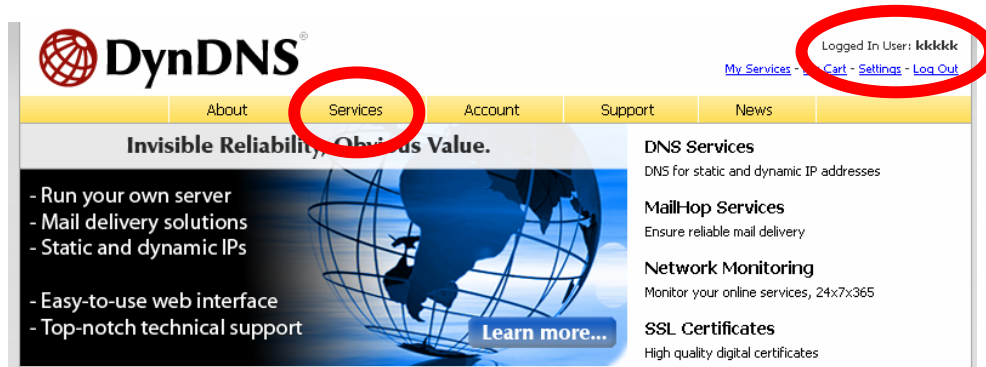 DynDNS®
Logged In User: kkkkk
My Services - Cart - Settings - Log Out
About Services Account Support News
Invisible Reliability, Obvious Value.
- Run your own server
- Mail delivery solutions
- Static and dynamic IPs
- Easy-to-use web interface
- Top-notch technical support
Learn more...
DNS Services
DNS for static and dynamic IP addresses
MailHop Services
Ensure reliable mail delivery
Network Monitoring
Monitor your online services, 24x7x365
SSL Certificates
High quality digital certificates